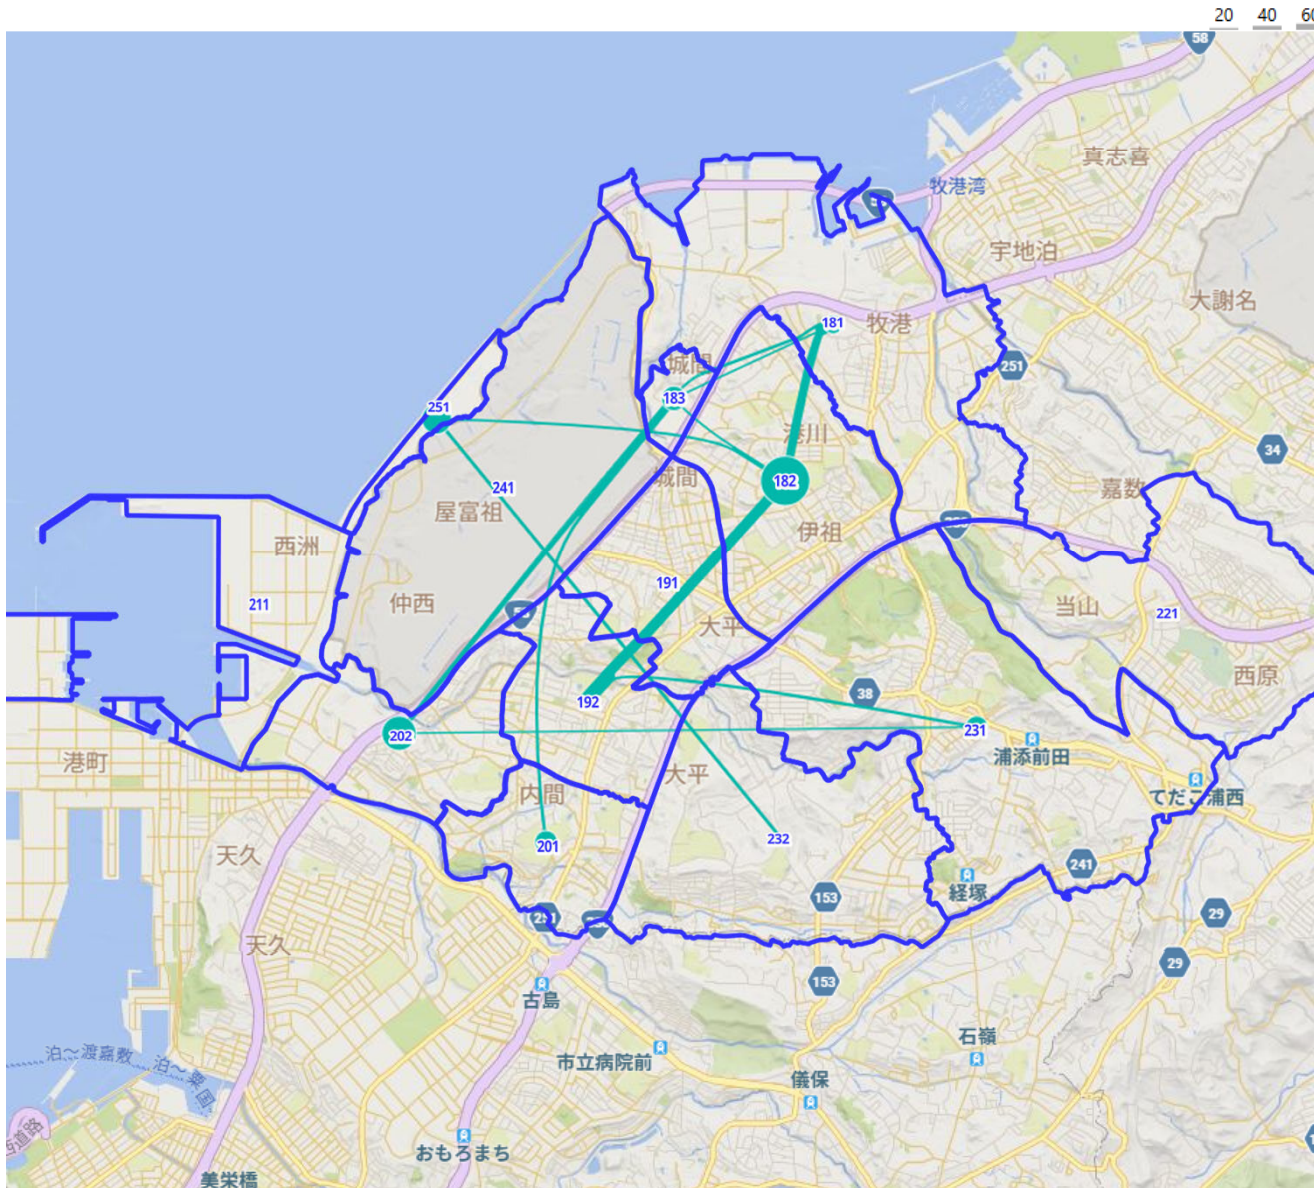 20 40 60
58
真志喜
牧港湾
宇地泊
大謝名
181
牧港
城間
251
183
251
港川
34
城間
182
241
嘉数
屋富祖
伊祖
西洲
191
211
仲西
当山
221
大平
西原
38
192
202
231
浦添前田
港町
大平
てだこ浦西
内間
天久
201
232
241
経塚
153
29
251
天久
29
153
古島
石嶺
泊～渡嘉敷
泊～粟国
市立病院前
儀保
西道路
おもろまち
美栄橋